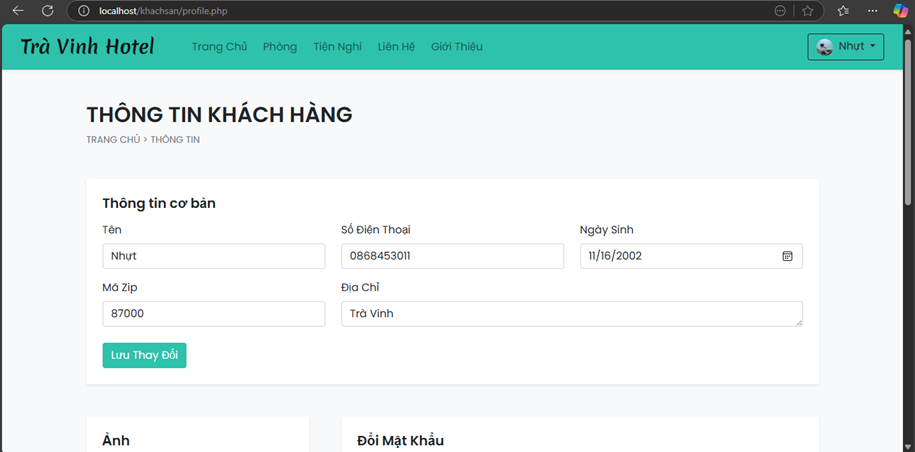 localhost/khachsan/profile.php
Trà Vinh Hotel Trang Chủ Phòng Tiện Nghi Liên Hệ Giới Thiệu Nhựt
THÔNG TIN KHÁCH HÀNG
TRANG CHỦ > THÔNG TIN
Thông tin cơ bản
Tên Số Điện Thoại Ngày Sinh
Nhựt 0868453011 11/16/2002
Mã Zip Địa Chỉ
87000 Trà Vinh
Lưu Thay Đổi
Ảnh Đổi Mật Khẩu